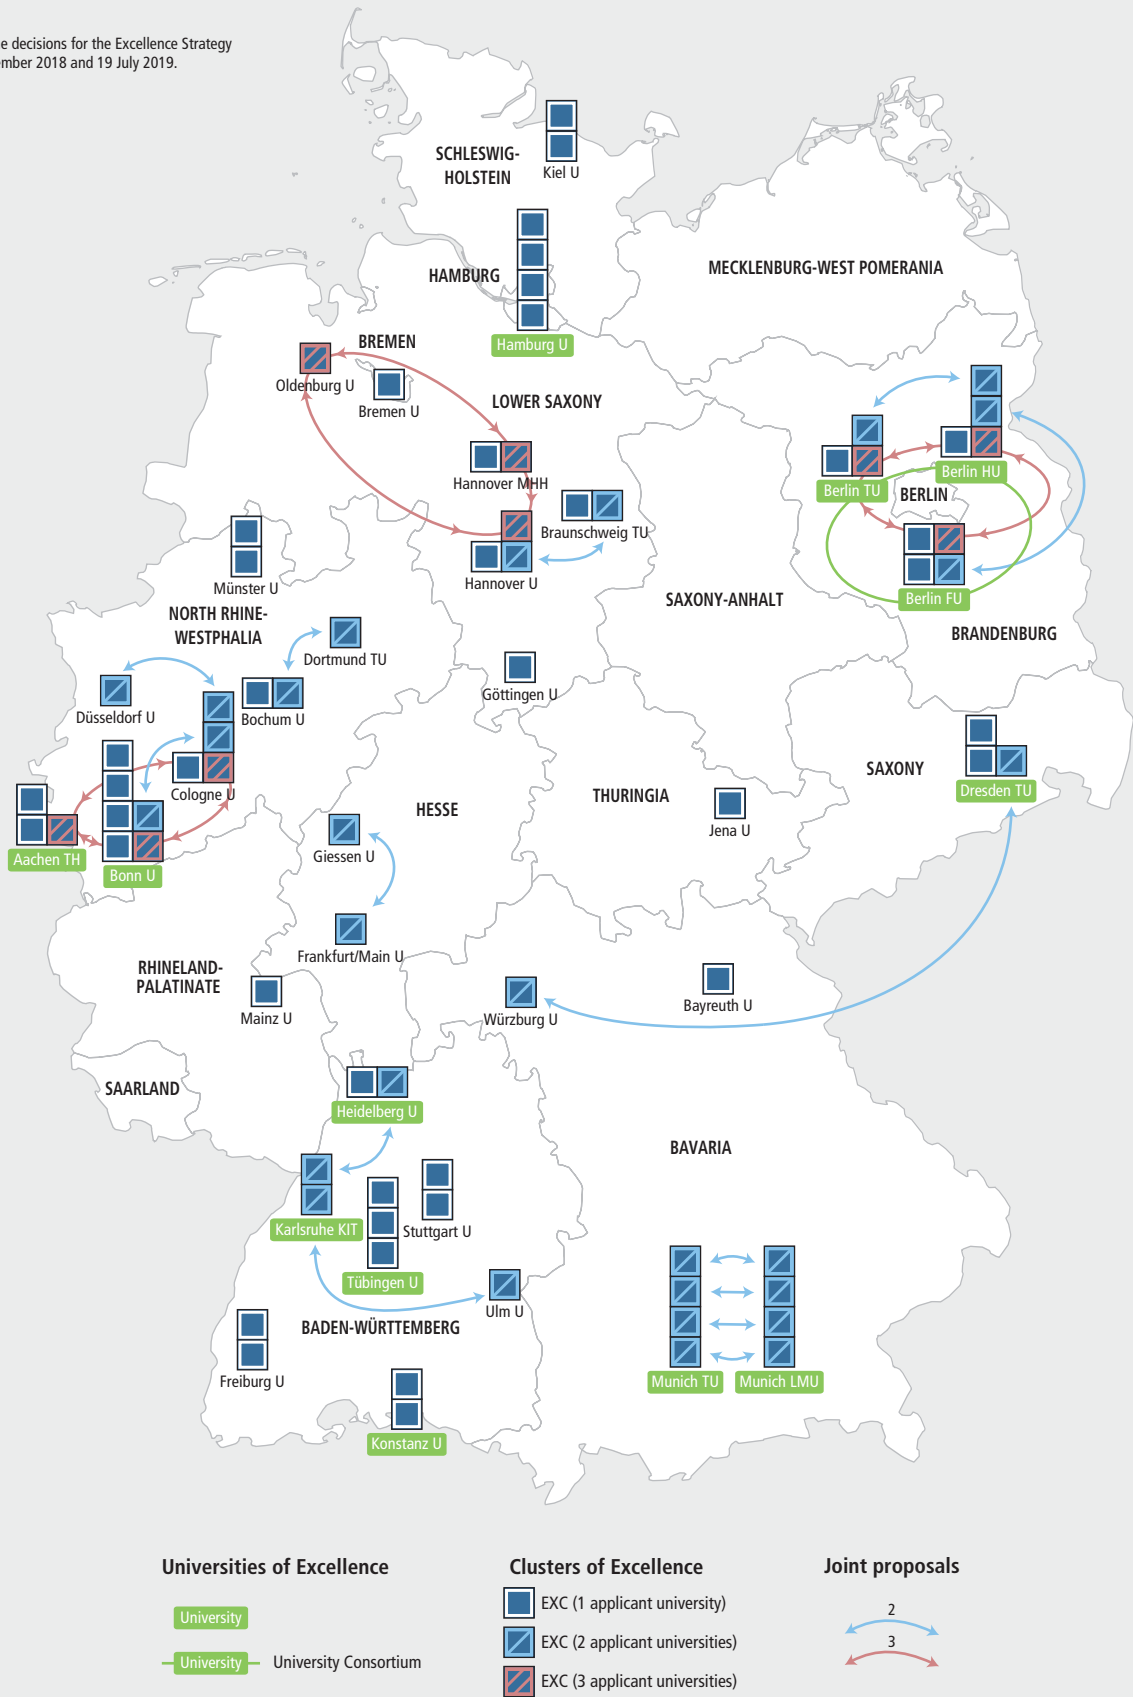 e decisions for the Excellence Strategy
ember 2018 and 19 July 2019.
SCHLESWIG-
HOLSTEIN
Kiel U
HAMBURG
MECKLENBURG-WEST POMERANIA
Hamburg U
BREMEN
Oldenburg U
Bremen U
LOWER SAXONY
Hannover MHH
Berlin HU
Berlin TU
BERLIN
Braunschweig TU
Hannover U
Münster U
Berlin FU
SAXONY-ANHALT
NORTH RHINE-
WESTPHALIA
BRANDENBURG
Dortmund TU
Göttingen U
Düsseldorf U
Bochum U
SAXONY
Cologne U
Dresden TU
HESSE
THURINGIA
Jena U
Giessen U
Aachen TH
Bonn U
Frankfurt/Main U
RHINELAND-
PALATINATE
Mainz U
Würzburg U
Bayreuth U
SAARLAND
Heidelberg U
BAVARIA
Karlsruhe KIT
Stuttgart U
Tübingen U
Ulm U
BADEN-WÜRTTEMBERG
Freiburg U
Munich TU
Munich LMU
Konstanz U
Universities of Excellence
University
University
University Consortium
Clusters of Excellence
EXC (1 applicant university)
EXC (2 applicant universities)
EXC (3 applicant universities)
Joint proposals
2
3